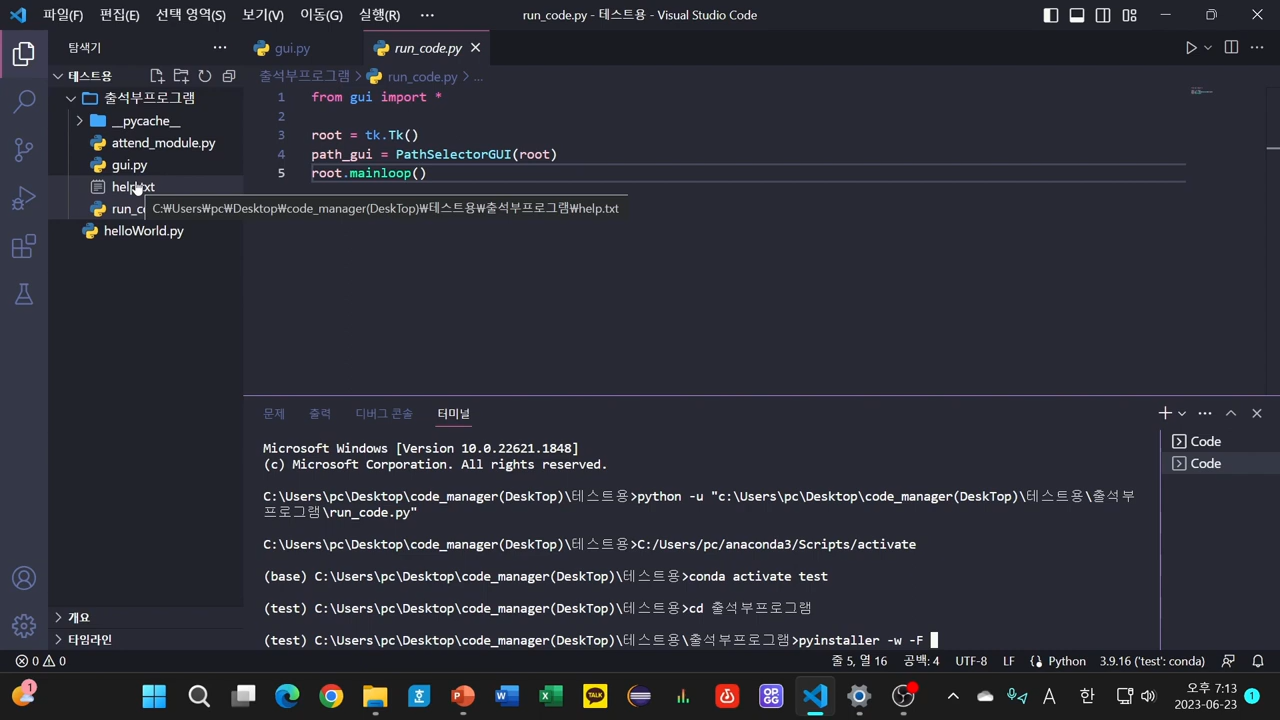 파일(F) 편집(E) 선택 영역(S) 보기(V) 이동(G) 실행(R) ··· run_code.py - 테스트용 - Visual Studio Code
탐색기 ···
gui.py run_code.py
테스트용
출석부프로그램 > run_code.py > ...
출석부프로그램
__pycache__
attend_module.py
gui.py
help.txt
run_co
C:₩Users₩pc₩Desktop₩code_manager(DeskTop)₩테스트용₩출석부프로그램₩help.txt
helloWorld.py
1 from gui import *
2
3 root = tk.Tk()
4 path_gui = PathSelectorGUI(root)
5 root.mainloop()
문제 출력 디버그 콘솔 터미널
Code
Code
Microsoft Windows [Version 10.0.22621.1848]
(c) Microsoft Corporation. All rights reserved.
C:\Users\pc\Desktop\code_manager(DeskTop)\테스트용>python -u "c:\Users\pc\Desktop\code_manager(DeskTop)\테스트용\출석부
프로그램\run_code.py"
C:\Users\pc\Desktop\code_manager(DeskTop)\테스트용>C:/Users/pc/anaconda3/Scripts/activate
(base) C:\Users\pc\Desktop\code_manager(DeskTop)\테스트용>conda activate test
(test) C:\Users\pc\Desktop\code_manager(DeskTop)\테스트용>cd 출석부프로그램
(test) C:\Users\pc\Desktop\code_manager(DeskTop)\테스트용\출석부프로그램>pyinstaller -w -F
개요
타임라인
0 0 줄 5, 열 16 공백: 4 UTF-8 LF Python 3.9.16 ('test': conda)
1 TALK OP.GG A 한 오후 7:13
2023-06-23 1